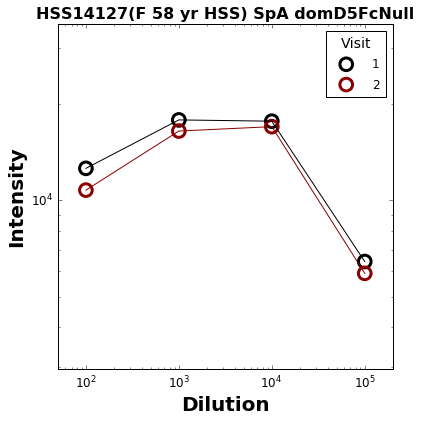 HSS14127(F 58 yr HSS) SpA domD5FcNull
Visit
1
2
Intensity
10^4
10^2 10^3 10^4 10^5
Dilution